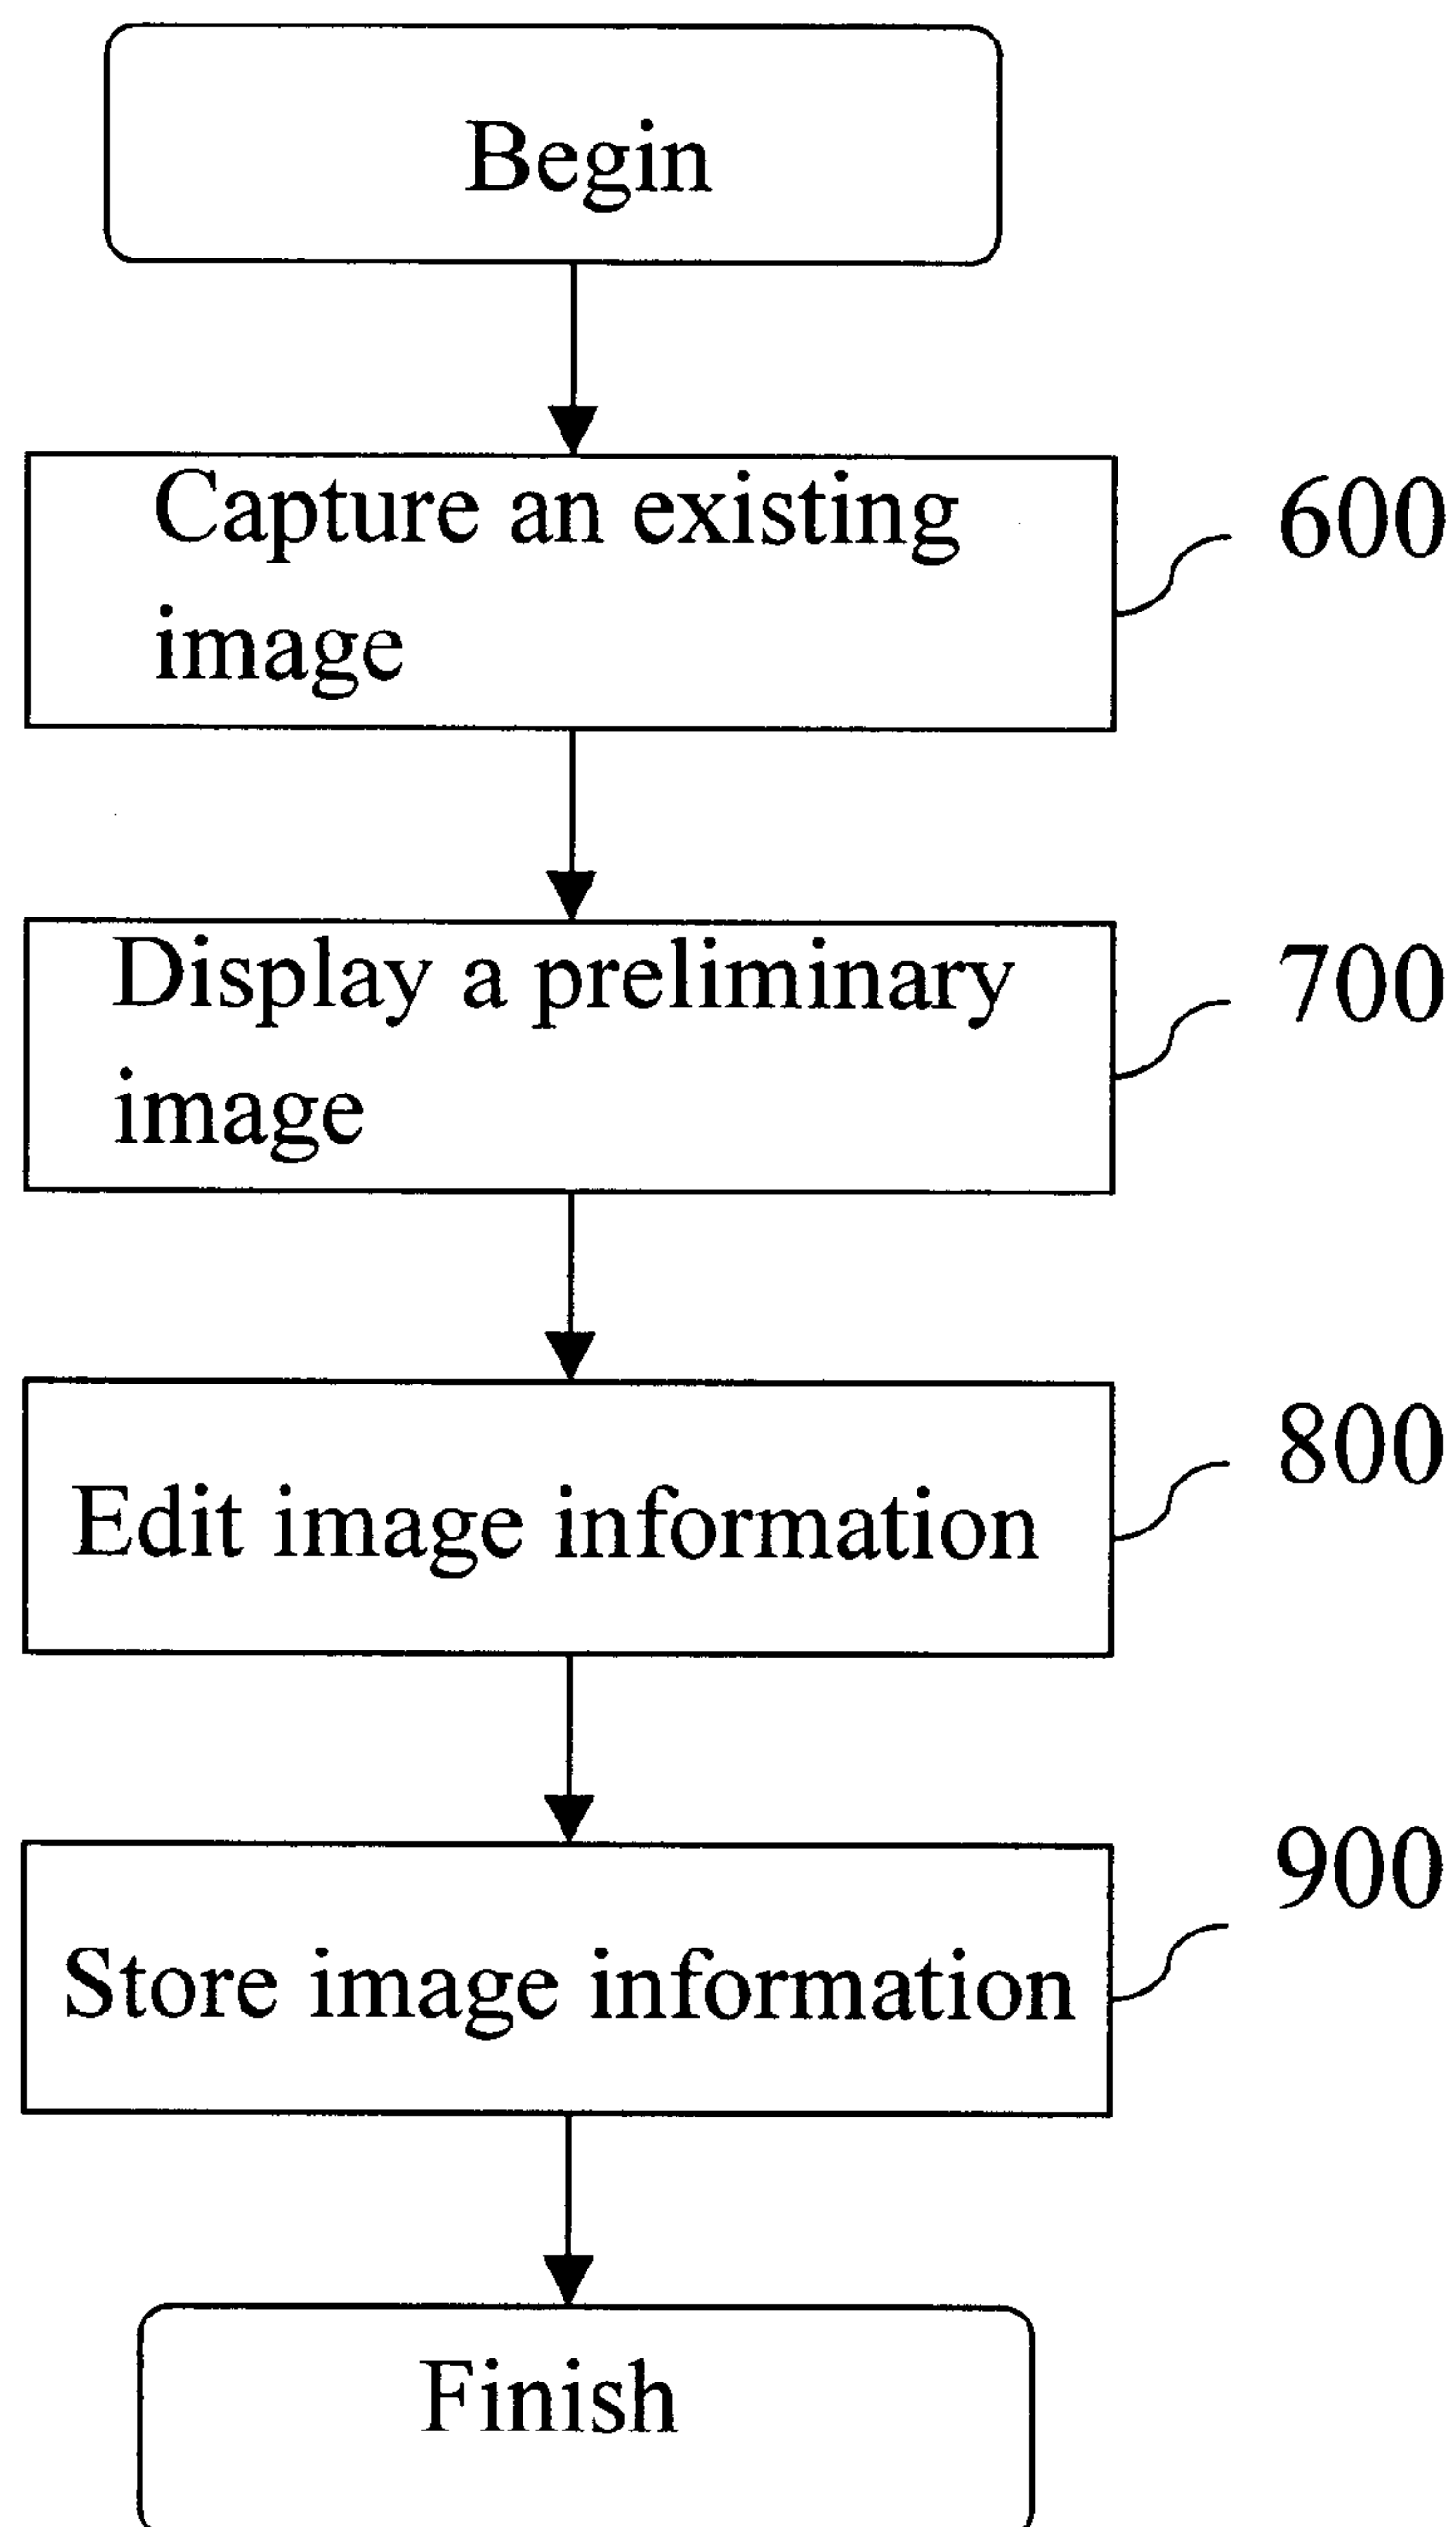 Begin
Capture an existing
image
600
Display a preliminary
image
700
Edit image information
800
Store image information
900
Finish